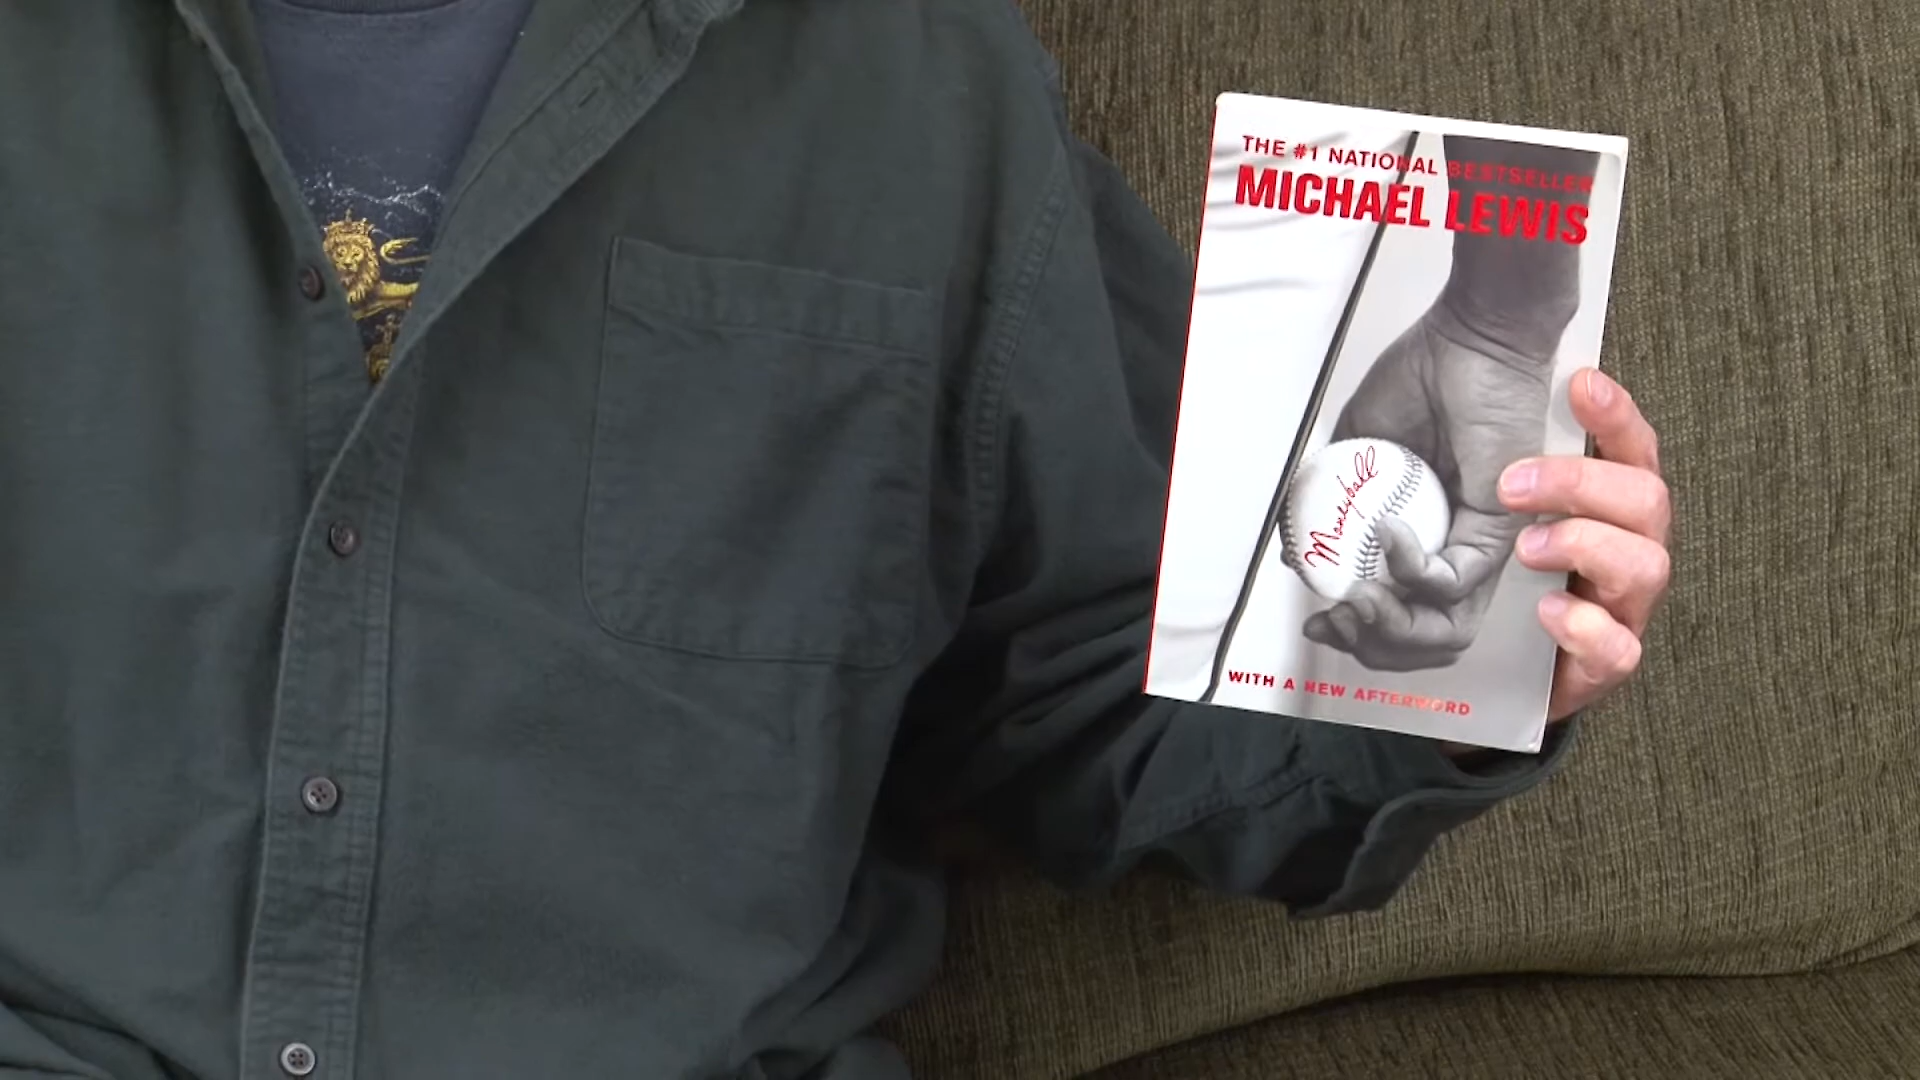 THE #1 NATIONAL BESTSELLER
MICHAEL LEWIS
Moneyball
WITH A NEW AFTERWORD